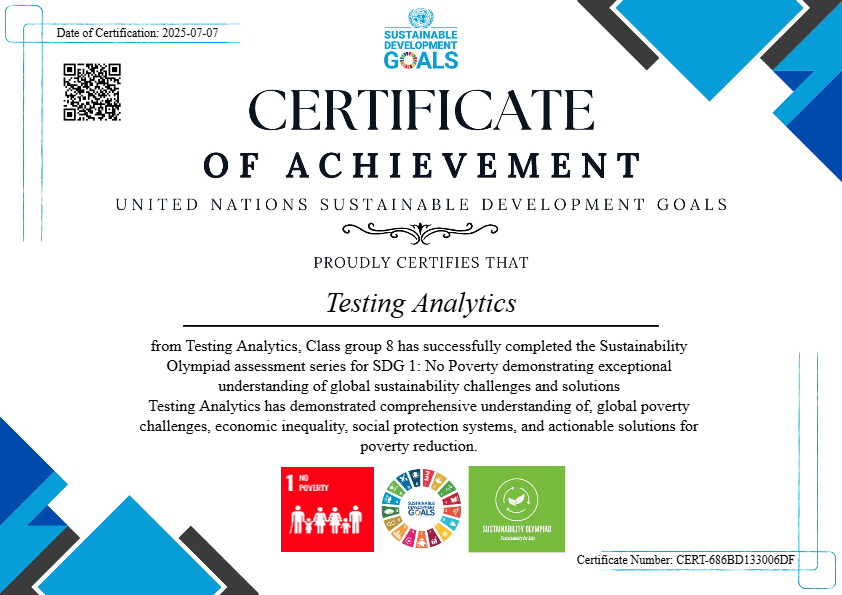 Date of Certification: 2025-07-07
SUSTAINABLE
DEVELOPMENT
GOALS
CERTIFICATE
OF ACHIEVEMENT
UNITED NATIONS SUSTAINABLE DEVELOPMENT GOALS
PROUDLY CERTIFIES THAT
Testing Analytics
from Testing Analytics, Class group 8 has successfully completed the Sustainability
Olympiad assessment series for SDG 1: No Poverty demonstrating exceptional
understanding of global sustainability challenges and solutions
Testing Analytics has demonstrated comprehensive understanding of, global poverty
challenges, economic inequality, social protection systems, and actionable solutions for
poverty reduction.
1 NO
POVERTY
SUSTAINABLE
DEVELOPMENT
GOALS
SUSTAINABILITY OLYMPIAD
Sustainability for Kids
Certificate Number: CERT-686BD133006DF